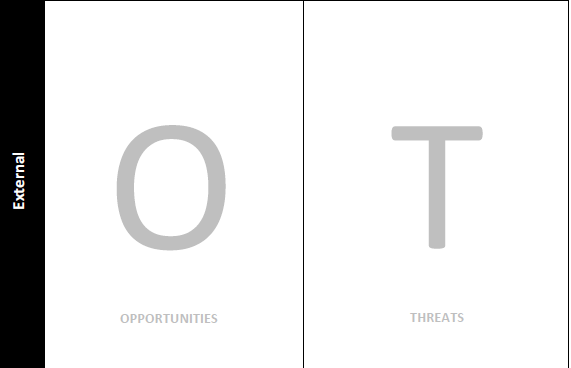 External
O
T
OPPORTUNITIES
THREATS